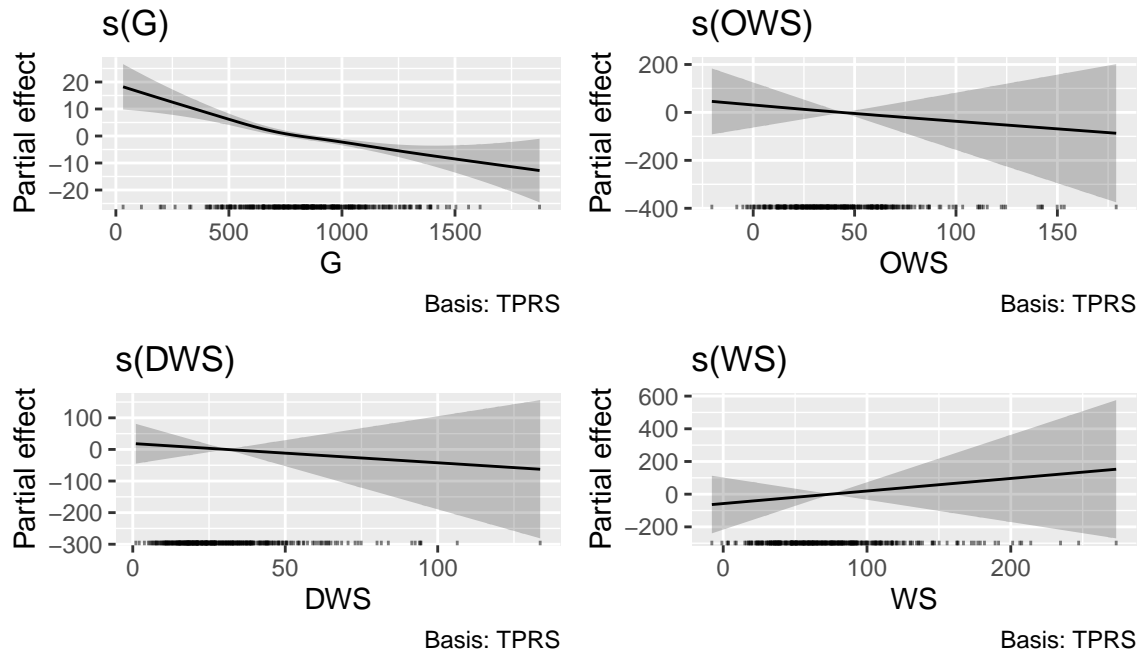 s(G)
Partial effect
20
10
0
−10
−20
0
500
1000
1500
G
Basis: TPRS
s(OWS)
Partial effect
200
0
−200
−400
0
50
100
150
OWS
Basis: TPRS
s(DWS)
Partial effect
100
0
−100
−200
−300
0
50
100
DWS
Basis: TPRS
s(WS)
Partial effect
600
400
200
0
−200
0
100
200
WS
Basis: TPRS